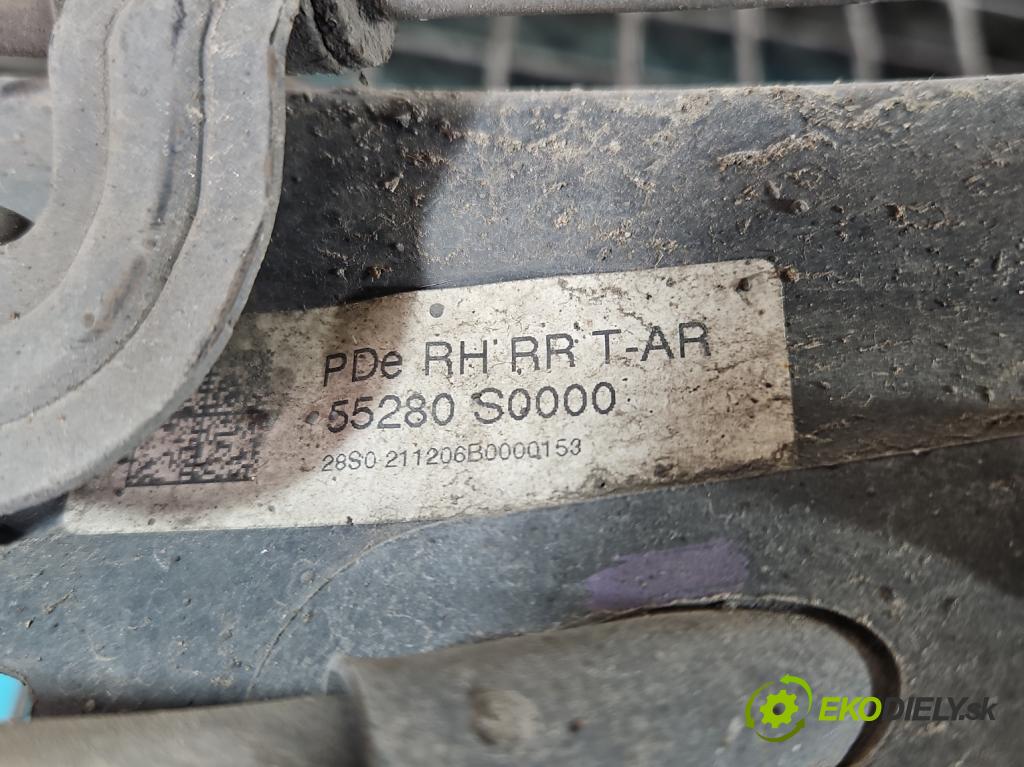 PDe RH RR T-AR
55280 S0000
28S0 211206B0000153
EKODIELY.sk